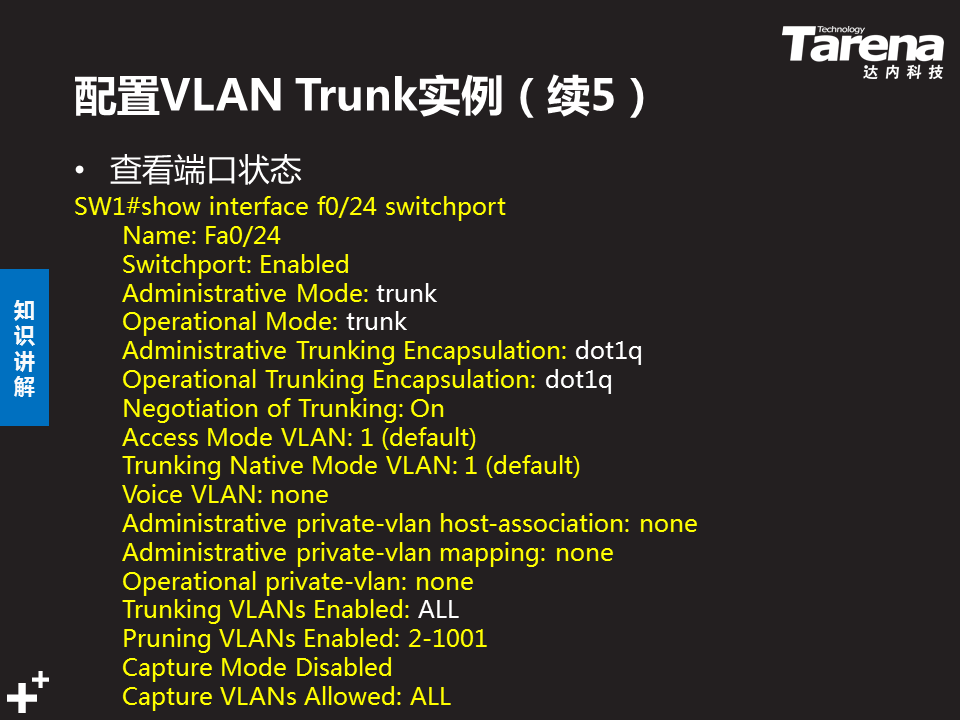 Technology
Tarena
达内科技
配置VLAN Trunk实例（续5）
• 查看端口状态
SW1#show interface f0/24 switchport
Name: Fa0/24
Switchport: Enabled
Administrative Mode: trunk
Operational Mode: trunk
Administrative Trunking Encapsulation: dot1q
Operational Trunking Encapsulation: dot1q
Negotiation of Trunking: On
Access Mode VLAN: 1 (default)
Trunking Native Mode VLAN: 1 (default)
Voice VLAN: none
Administrative private-vlan host-association: none
Administrative private-vlan mapping: none
Operational private-vlan: none
Trunking VLANs Enabled: ALL
Pruning VLANs Enabled: 2-1001
Capture Mode Disabled
Capture VLANs Allowed: ALL
知识讲解